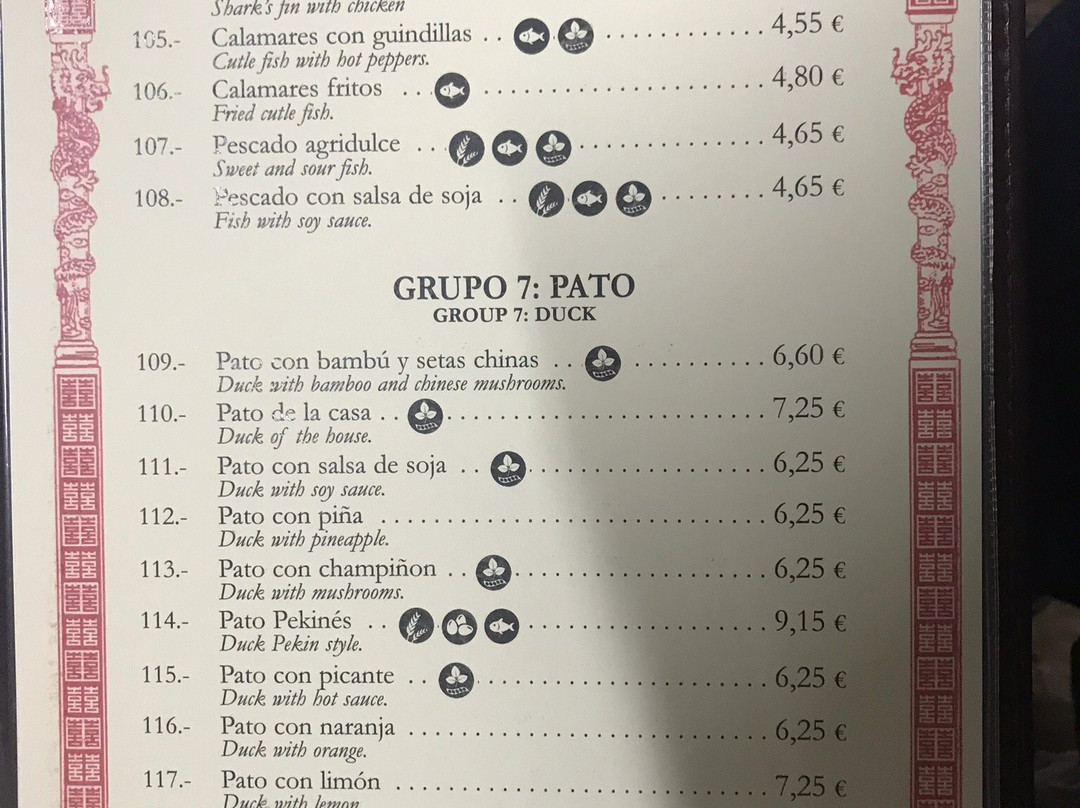 Shark's fin with chicken
105.- Calamares con guindillas .. ............ 4,55 €
Cutle fish with hot peppers.
106.- Calamares fritos ... ...................... 4,80 €
Fried cutle fish.
107.- Pescado agridulce ... .............. 4,65 €
Sweet and sour fish.
108.- Pescado con salsa de soja .. ........ 4,65 €
Fish with soy sauce.
GRUPO 7: PATO
GROUP 7: DUCK
109.- Pato con bambú y setas chinas .. .......... 6,60 €
Duck with bamboo and chinese mushrooms.
110.- Pato de la casa .. ........................ 7,25 €
Duck of the house.
111.- Pato con salsa de soja .. .................. 6,25 €
Duck with soy sauce.
112.- Pato con piña ............................. 6,25 €
Duck with pineapple.
113.- Pato con champiñon .. ................... 6,25 €
Duck with mushrooms.
114.- Pato Pekinés .. .................. 9,15 €
Duck Pekin style.
115.- Pato con picante .. ...................... 6,25 €
Duck with hot sauce.
116.- Pato con naranja ........................... 6,25 €
Duck with orange.
117.- Pato con limón ............................ 7,25 €
Duck with lemon